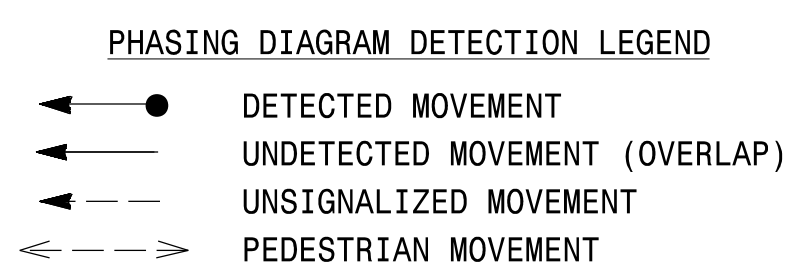 PHASING DIAGRAM DETECTION LEGEND
DETECTED MOVEMENT
UNDETECTED MOVEMENT (OVERLAP)
UNSIGNALIZED MOVEMENT
PEDESTRIAN MOVEMENT